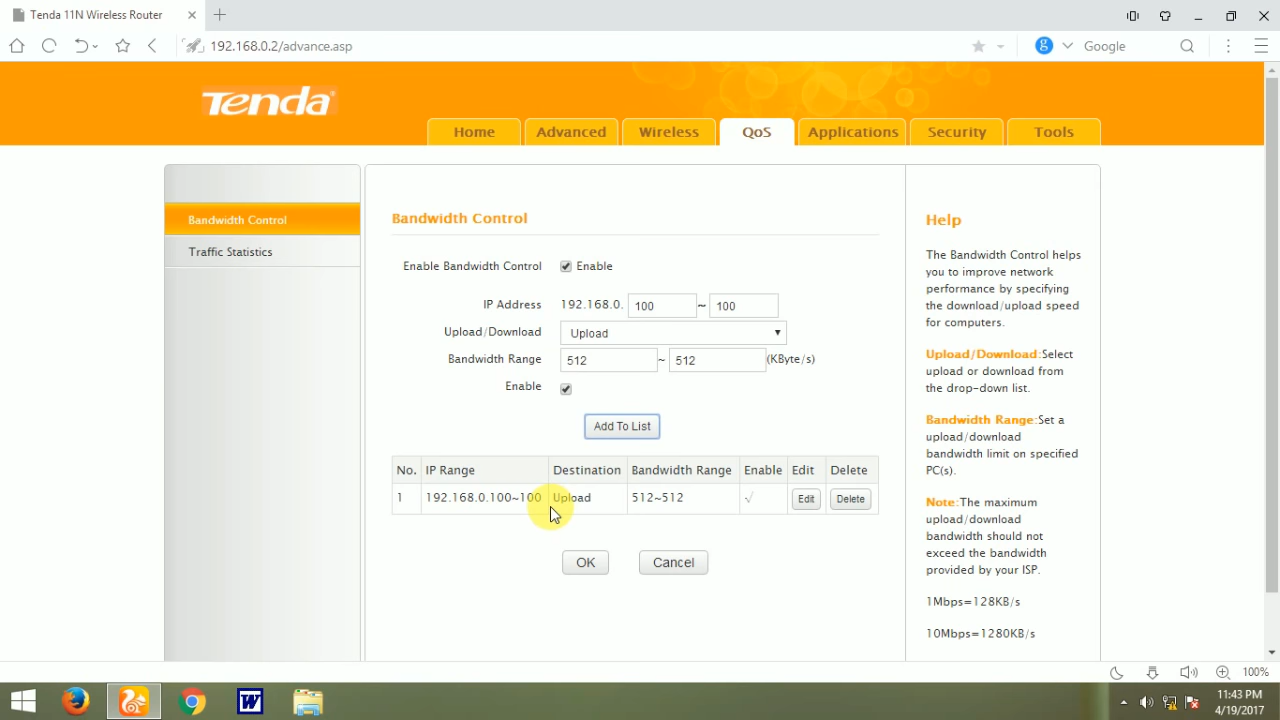 Tenda 11N Wireless Router
192.168.0.2/advance.asp
Google
Tenda
Home
Advanced
Wireless
QoS
Applications
Security
Tools
Bandwidth Control
Traffic Statistics
Bandwidth Control
Enable Bandwidth Control Enable
IP Address 192.168.0. 100 ~ 100
Upload/Download Upload
Bandwidth Range 512 ~ 512 (KByte/s)
Enable
Add To List
No. IP Range Destination Bandwidth Range Enable Edit Delete
1 192.168.0.100~100 Upload 512~512 √ Edit Delete
OK Cancel
Help
The Bandwidth Control helps
you to improve network
performance by specifying
the download/upload speed
for computers.
Upload/Download:Select
upload or download from
the drop-down list.
Bandwidth Range:Set a
upload/download
bandwidth limit on specified
PC(s).
Note:The maximum
upload/download
bandwidth should not
exceed the bandwidth
provided by your ISP.
1Mbps=128KB/s
10Mbps=1280KB/s
100%
11:43 PM
4/19/2017